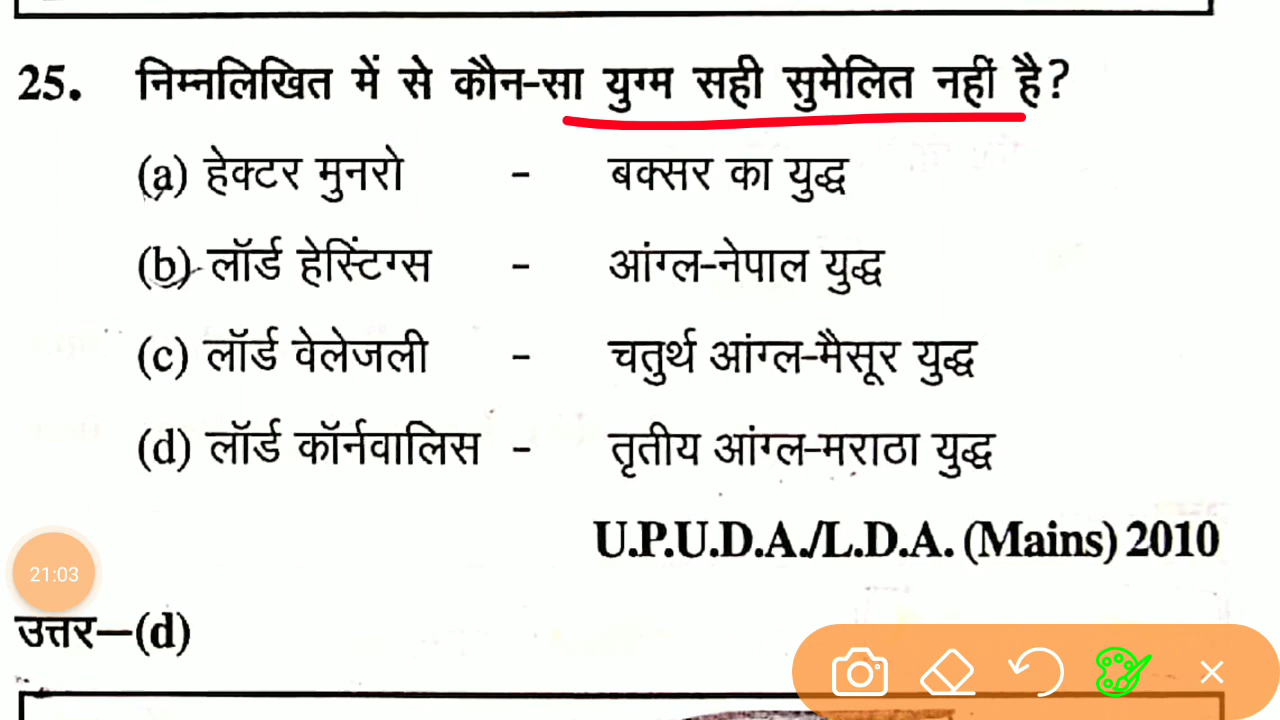 25. निम्नलिखित में से कौन-सा युग्म सही सुमेलित नहीं है?
(a) हेक्टर मुनरो - बक्सर का युद्ध
(b) लॉर्ड हेस्टिंग्स - आंग्ल-नेपाल युद्ध
(c) लॉर्ड वेलेजली - चतुर्थ आंग्ल-मैसूर युद्ध
(d) लॉर्ड कॉर्नवालिस - तृतीय आंग्ल-मराठा युद्ध
U.P.U.D.A./L.D.A. (Mains) 2010
21:03
उत्तर—(d)